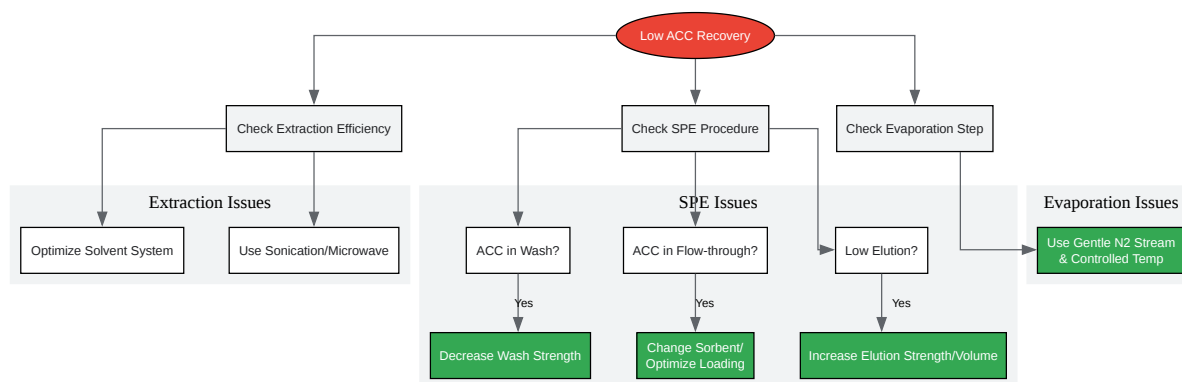 Low ACC Recovery
Check Extraction Efficiency
Check SPE Procedure
Check Evaporation Step
Extraction Issues
SPE Issues
Evaporation Issues
Optimize Solvent System
Use Sonication/Microwave
ACC in Wash?
ACC in Flow-through?
Low Elution?
Use Gentle N2 Stream
& Controlled Temp
Yes
Yes
Yes
Decrease Wash Strength
Change Sorbent/
Optimize Loading
Increase Elution Strength/Volume